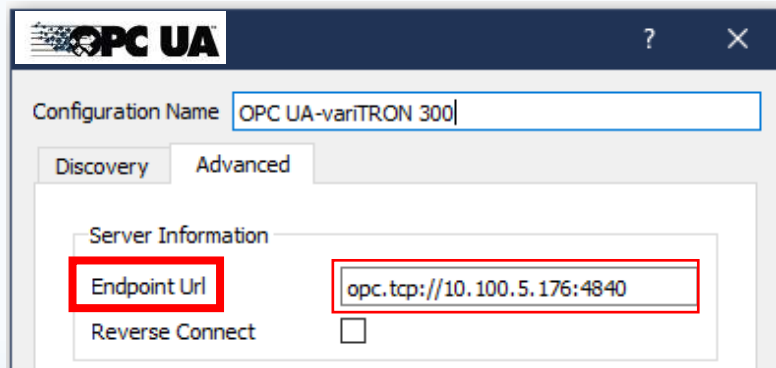 OPC UA
?
Configuration Name OPC UA-variTRON 300
Discovery Advanced
Server Information
Endpoint Url opc.tcp://10.100.5.176:4840
Reverse Connect